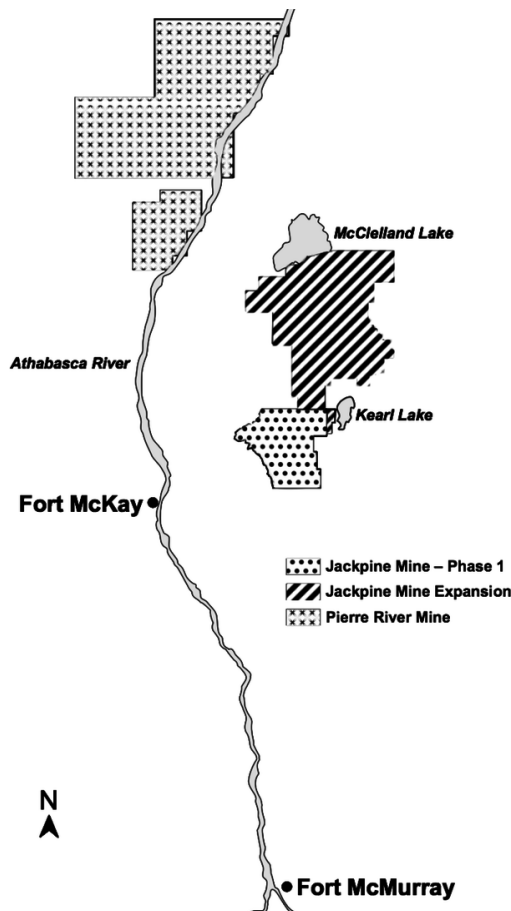 McClelland Lake
Athabasca River
Kearl Lake
Fort McKay
Jackpine Mine – Phase 1
Jackpine Mine Expansion
Pierre River Mine
N
Fort McMurray